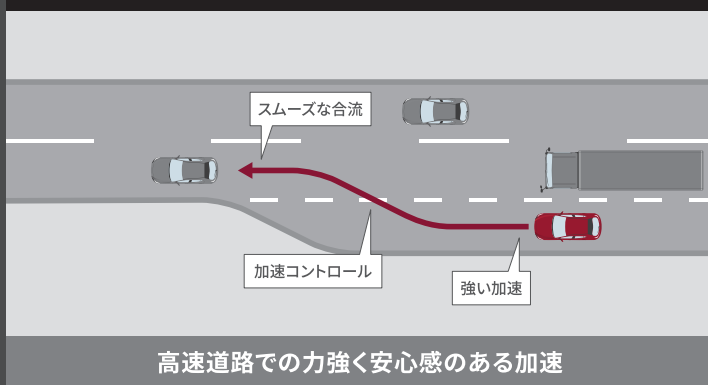 スムーズな合流
加速コントロール
強い加速
高速道路での力強く安心感のある加速